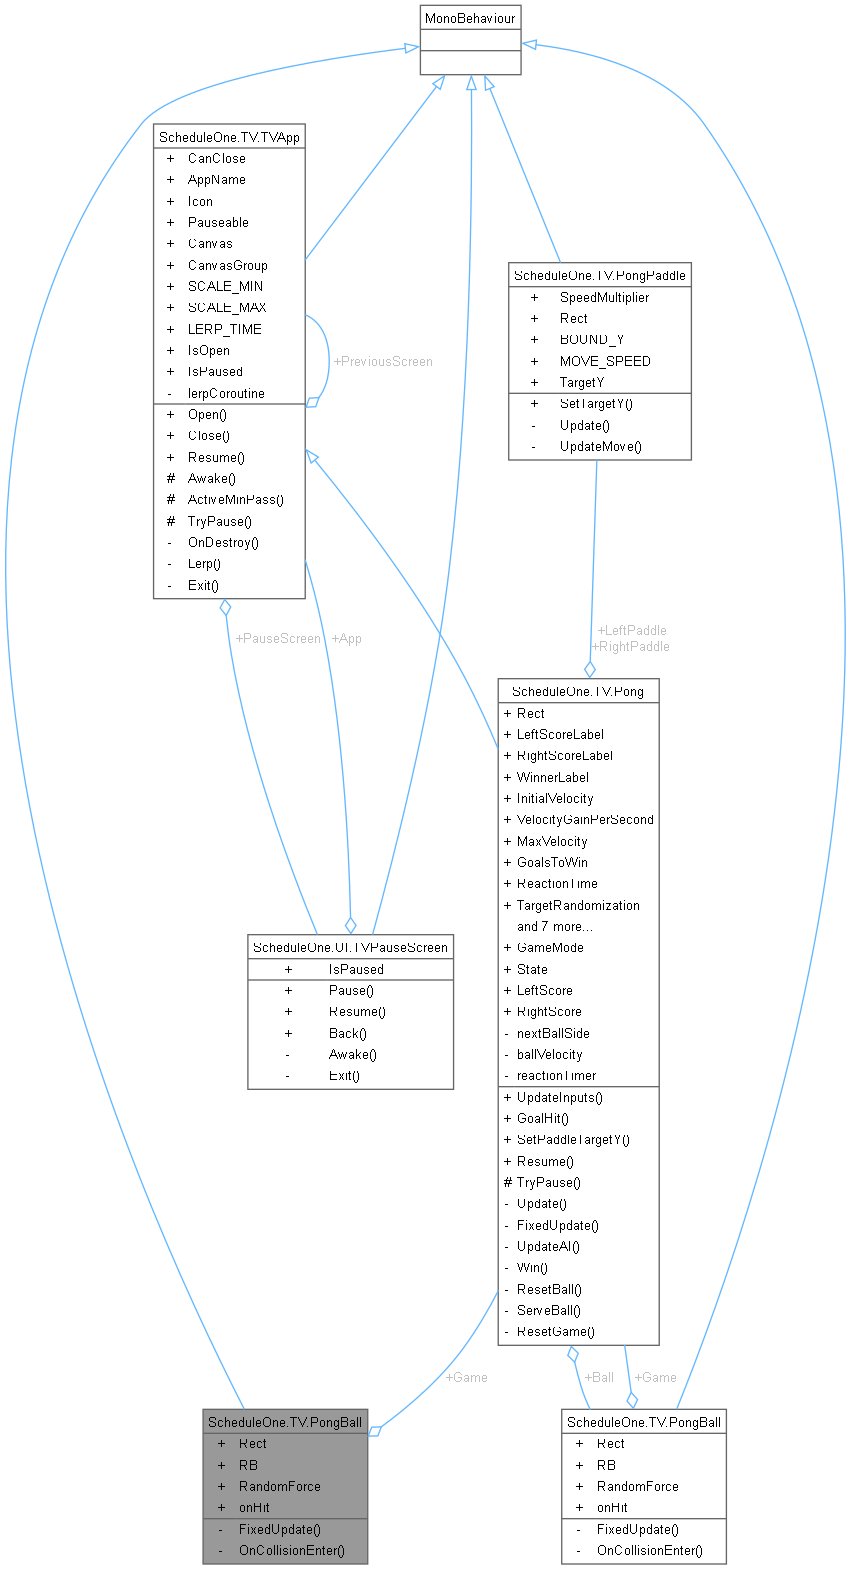 MonoBehaviour
ScheduleOne.TV.TVApp
+ CanClose
+ AppName
+ Icon
+ Pauseable
+ Canvas
+ CanvasGroup
+ SCALE_MIN
+ SCALE_MAX
+ LERP_TIME
+ IsOpen
+ IsPaused
- lerpCoroutine
+ Open()
+ Close()
+ Resume()
# Awake()
# ActiveMinPass()
# TryPause()
- OnDestroy()
- Lerp()
- Exit()
+PreviousScreen
ScheduleOne.TV.PongPaddle
+ SpeedMultiplier
+ Rect
+ BOUND_Y
+ MOVE_SPEED
+ TargetY
+ SetTargetY()
- Update()
- UpdateMove()
+PauseScreen
+App
+LeftPaddle
+RightPaddle
ScheduleOne.TV.Pong
+ Rect
+ LeftScoreLabel
+ RightScoreLabel
+ WinnerLabel
+ InitialVelocity
+ VelocityGainPerSecond
+ MaxVelocity
+ GoalsToWin
+ ReactionTime
+ TargetRandomization
and 7 more...
+ GameMode
+ State
+ LeftScore
+ RightScore
- nextBallSide
- ballVelocity
- reactionTimer
+ UpdateInputs()
+ GoalHit()
+ SetPaddleTargetY()
+ Resume()
# TryPause()
- Update()
- FixedUpdate()
- UpdateAI()
- Win()
- ResetBall()
- ServeBall()
- ResetGame()
ScheduleOne.UI.TVPauseScreen
+ IsPaused
+ Pause()
+ Resume()
+ Back()
- Awake()
- Exit()
+Game
+Ball
+Game
ScheduleOne.TV.PongBall
+ Rect
+ RB
+ RandomForce
+ onHit
- FixedUpdate()
- OnCollisionEnter()
ScheduleOne.TV.PongBall
+ Rect
+ RB
+ RandomForce
+ onHit
- FixedUpdate()
- OnCollisionEnter()